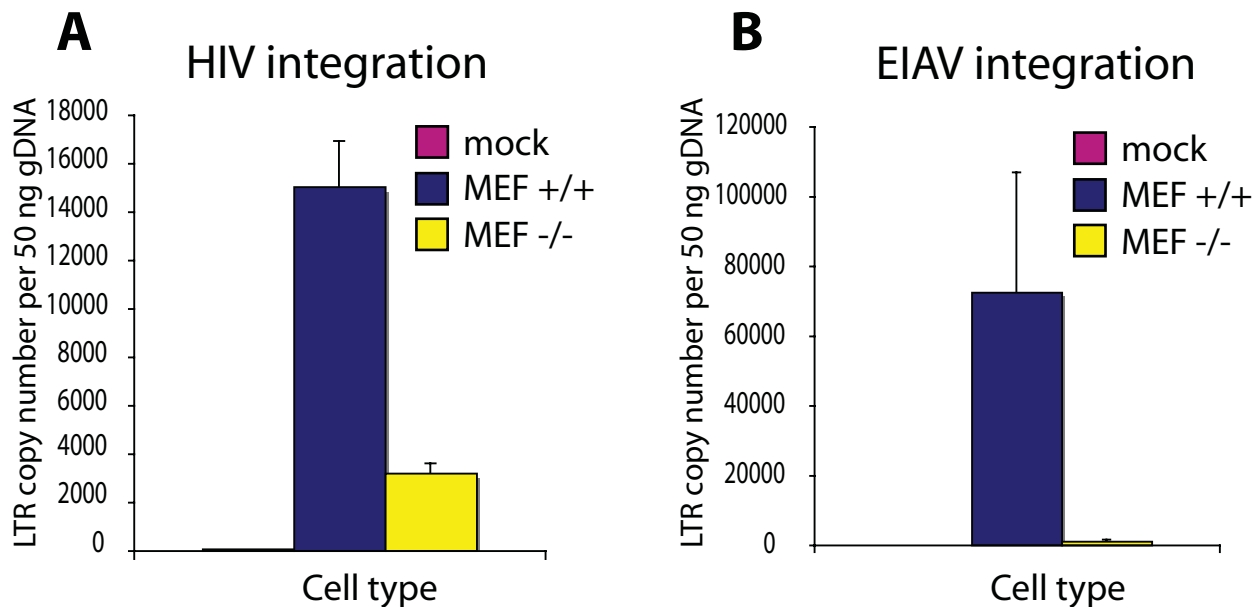 A
HIV integration
LTR copy number per 50 ng gDNA
18000
16000
14000
12000
10000
8000
6000
4000
2000
0
mock
MEF +/+
MEF -/-
Cell type
B
EIAV integration
LTR copy number per 50 ng gDNA
120000
100000
80000
60000
40000
20000
0
mock
MEF +/+
MEF -/-
Cell type